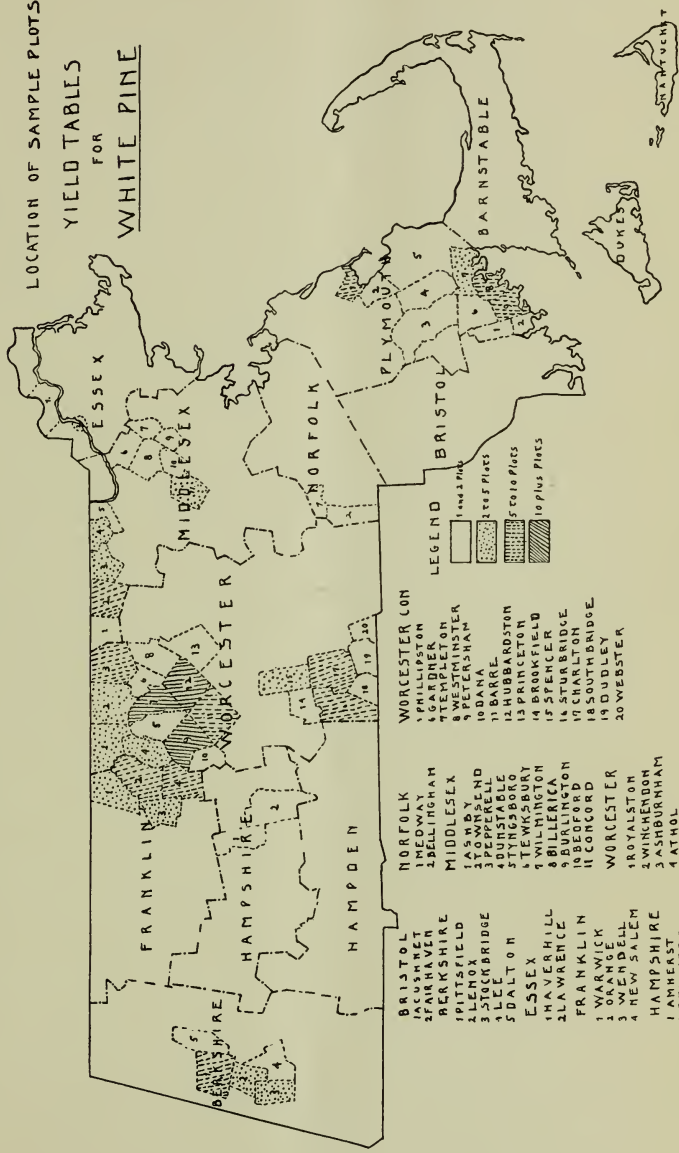 LOCATION OF SAMPLE PLOTS
YIELD TABLES
FOR
WHITE PINE
ESSEX
MIDDLESEX
NORFOLK
PLYMOUTH
BRISTOL
BARNSTABLE
DUKES
NANTUCKET
WORCESTER
FRANKLIN
HAMPSHIRE
HAMPDEN
BERKSHIRE
LEGEND
1 and 2 Plots
2 to 5 Plots
5 to 10 Plots
10 plus Plots
BRISTOL
1 ACUSHNET
2 FAIRHAVEN
BERKSHIRE
1 PITTSFIELD
2 LENOX
3 STOCKBRIDGE
4 LEE
5 DALTON
ESSEX
1 HAVERHILL
2 LAWRENCE
FRANKLIN
1 WARWICK
2 ORANGE
3 WENDELL
4 NEW SALEM
HAMPSHIRE
1 AMHERST
NORFOLK
1 MEDWAY
2 BELLINGHAM
MIDDLESEX
1 ASHBY
2 TOWNSEND
3 PEPPERELL
4 DUNSTABLE
5 TYNGSBORO
6 TEWKSBURY
7 WILMINGTON
8 BILLERICA
9 BURLINGTON
10 BEDFORD
11 CONCORD
WORCESTER
1 ROYALSTON
2 WINCHENDON
3 ASHBURNHAM
4 ATHOL
WORCESTER CON
5 PHILLIPSTON
6 GARDNER
7 TEMPLETON
8 WESTMINSTER
9 PETERSHAM
10 DANA
11 BARRE
12 HUBBARDSTON
13 PRINCETON
14 BROOKFIELD
15 SPENCER
16 STURBRIDGE
17 CHARLTON
18 SOUTHBRIDGE
19 DUDLEY
20 WEBSTER